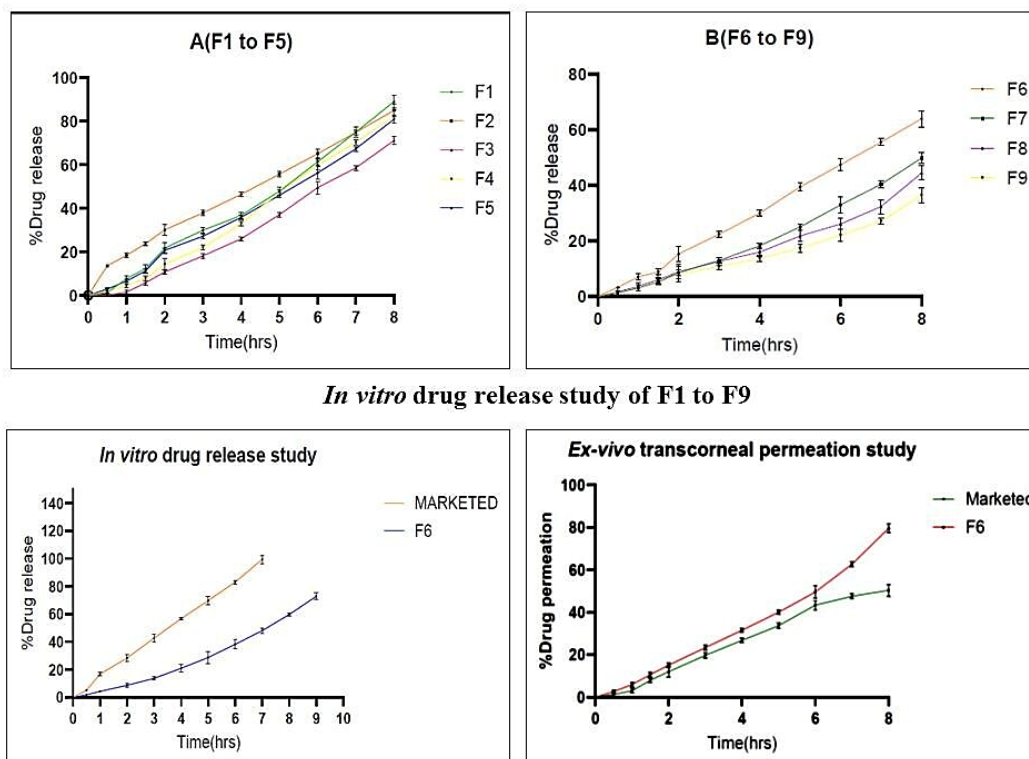 A(F1 to F5)
%Drug release
100
80
60
40
20
0
0 1 2 3 4 5 6 7 8
Time(hrs)
F1
F2
F3
F4
F5
B(F6 to F9)
%Drug release
80
60
40
20
0
0 2 4 6 8
Time(hrs)
F6
F7
F8
F9
In vitro drug release study of F1 to F9
In vitro drug release study
%Drug release
140
120
100
80
60
40
20
0
0 1 2 3 4 5 6 7 8 9 10
Time(hrs)
MARKETED
F6
Ex-vivo transcorneal permeation study
%Drug permeation
100
80
60
40
20
0
0 2 4 6 8
Time(hrs)
Marketed
F6